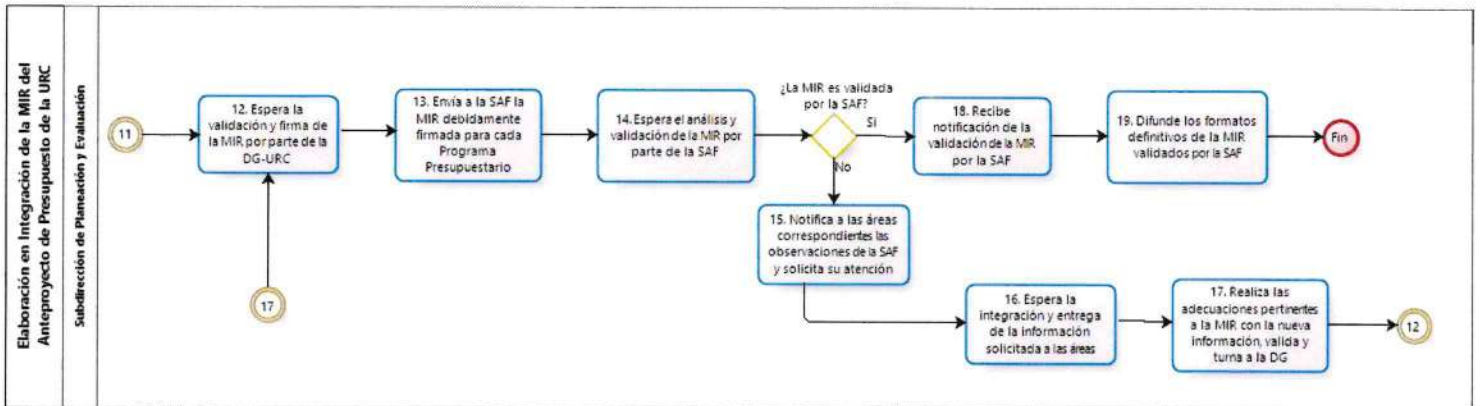 Elaboración en Integración de la MIR del
Anteproyecto de Presupuesto de la URC
Subdirección de Planeación y Evaluación
11
12. Espera la
validación y firma de
la MIR por parte de la
DG-URC
17
13. Envía a la SAF la
MIR debidamente
firmada para cada
Programa
Presupuestario
14. Espera el análisis y
validación de la MIR por
parte de la SAF
¿La MIR es validada
por la SAF?
Si
No
18. Recibe
notificación de la
validación de la MIR
por la SAF
19. Difunde los formatos
definitivos de la MIR
validados por la SAF
Fin
15. Notifica a las áreas
correspondientes las
observaciones de la SAF
y solicita su atención
16. Espera la
integración y entrega
de la información
solicitada a las áreas
17. Realiza las
adecuaciones pertinentes
a la MIR con la nueva
información, valida y
turna a la DG
12